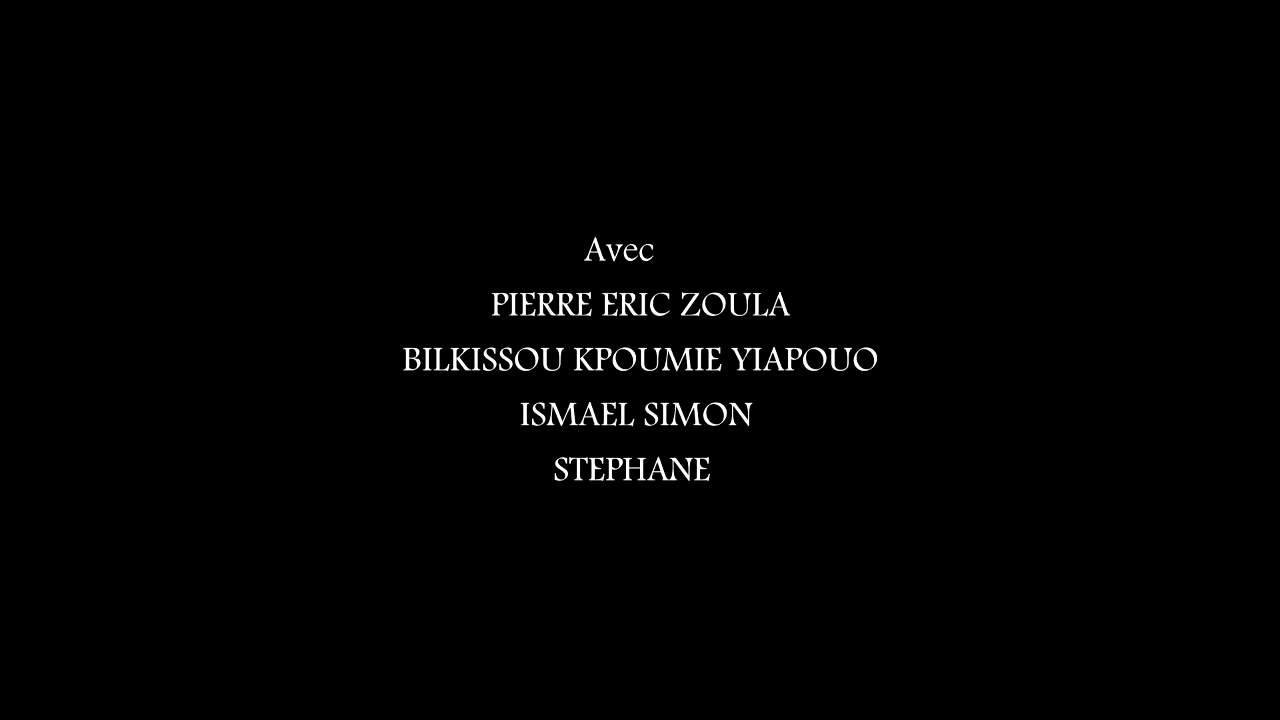 Avec
PIERRE ERIC ZOULA
BILKISSOU KPOUMIE YIAPOUO
ISMAEL SIMON
STEPHANE